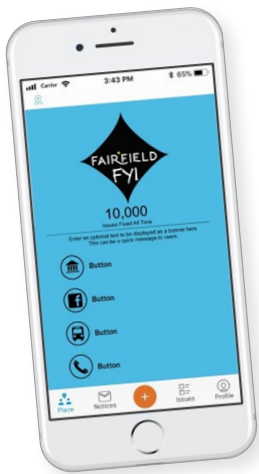 Carrier 3:43 PM 65%
FAIRFIELD
FYI
10,000
Issues Fixed All Time
Enter an optional text to be displayed as a banner here
This can be a quick message to users.
Button
Button
Button
Button
Place
Notices
Issues
Profile